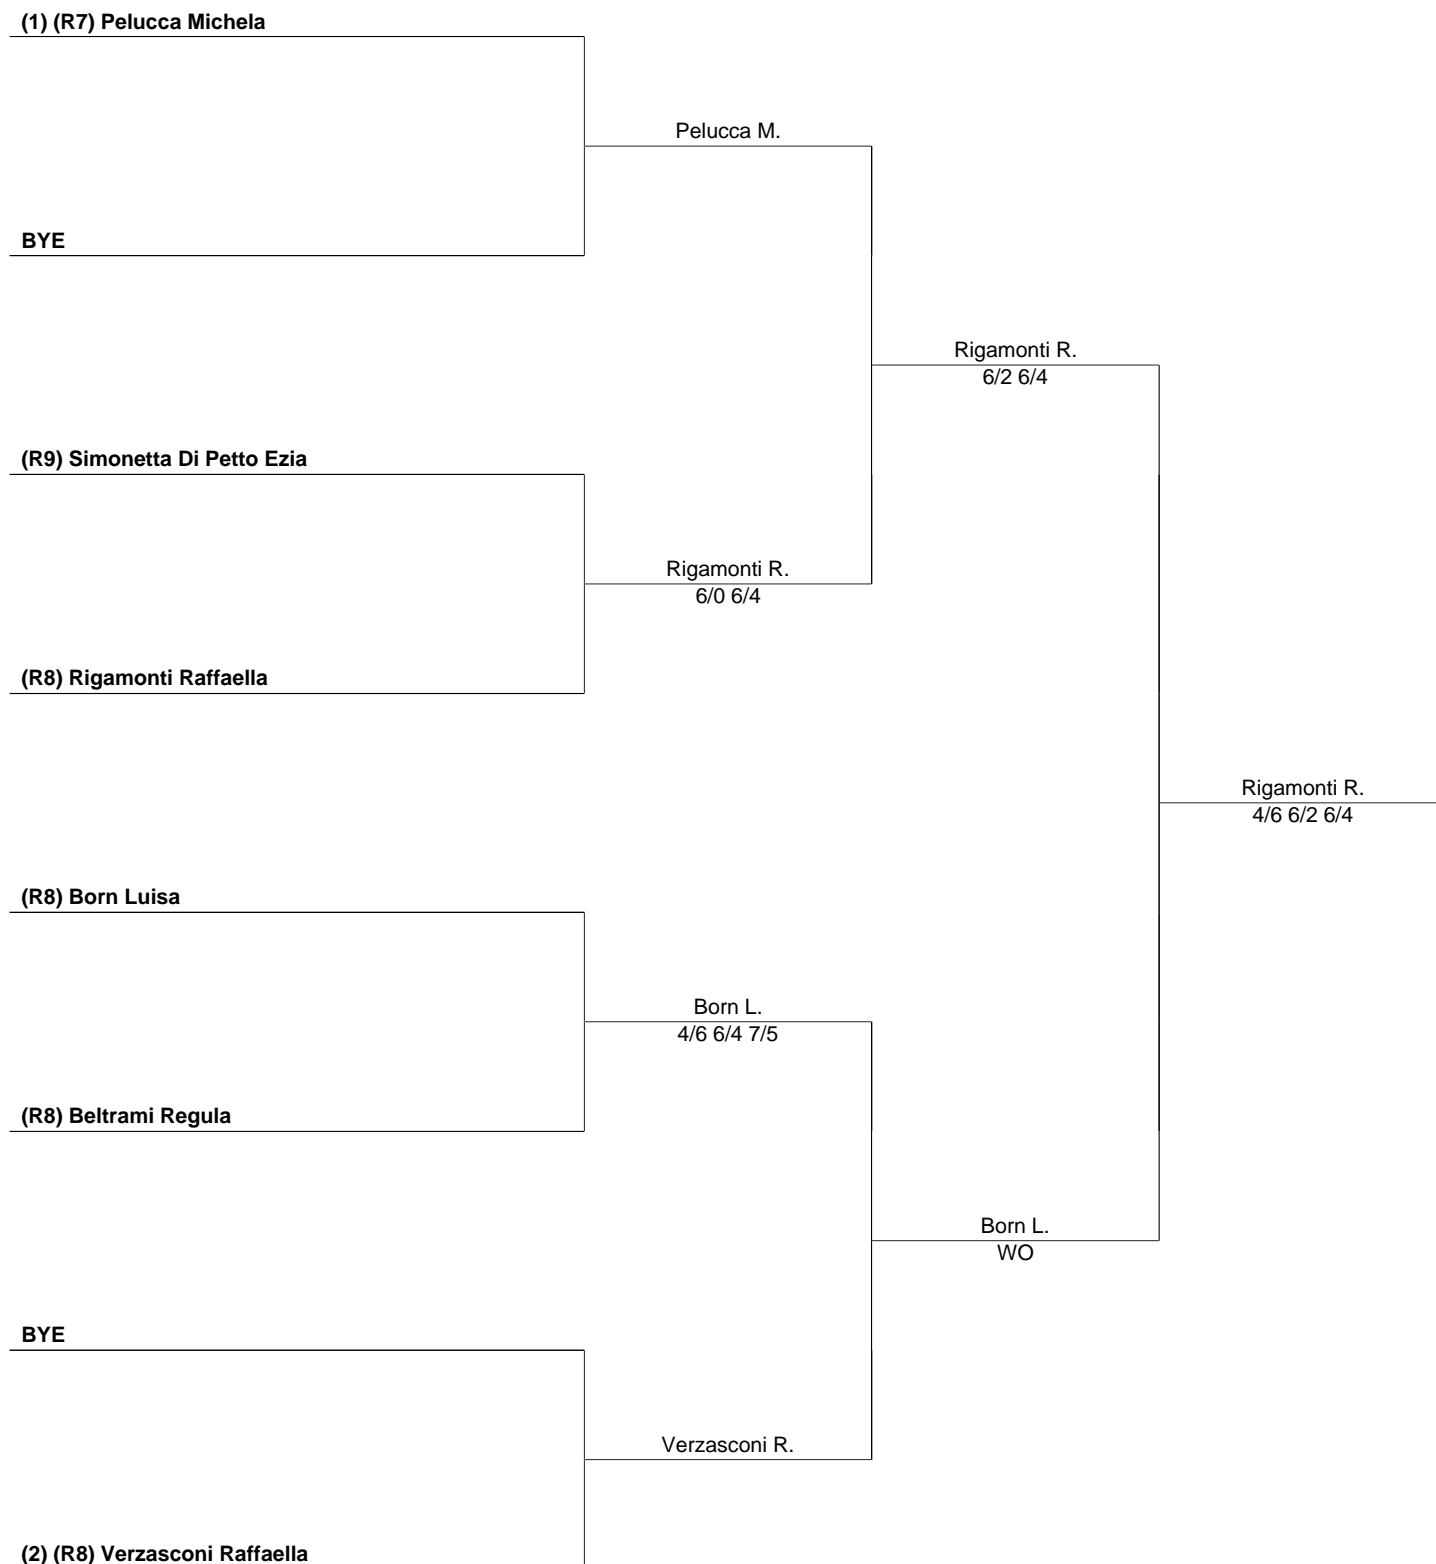 (1) (R7) Pelucca Michela
Pelucca M.
BYE
Rigamonti R.
6/2 6/4
(R9) Simonetta Di Petto Ezia
Rigamonti R.
6/0 6/4
(R8) Rigamonti Raffaella
Rigamonti R.
4/6 6/2 6/4
(R8) Born Luisa
Born L.
4/6 6/4 7/5
(R8) Beltrami Regula
Born L.
WO
BYE
Verzasconi R.
(2) (R8) Verzasconi Raffaella